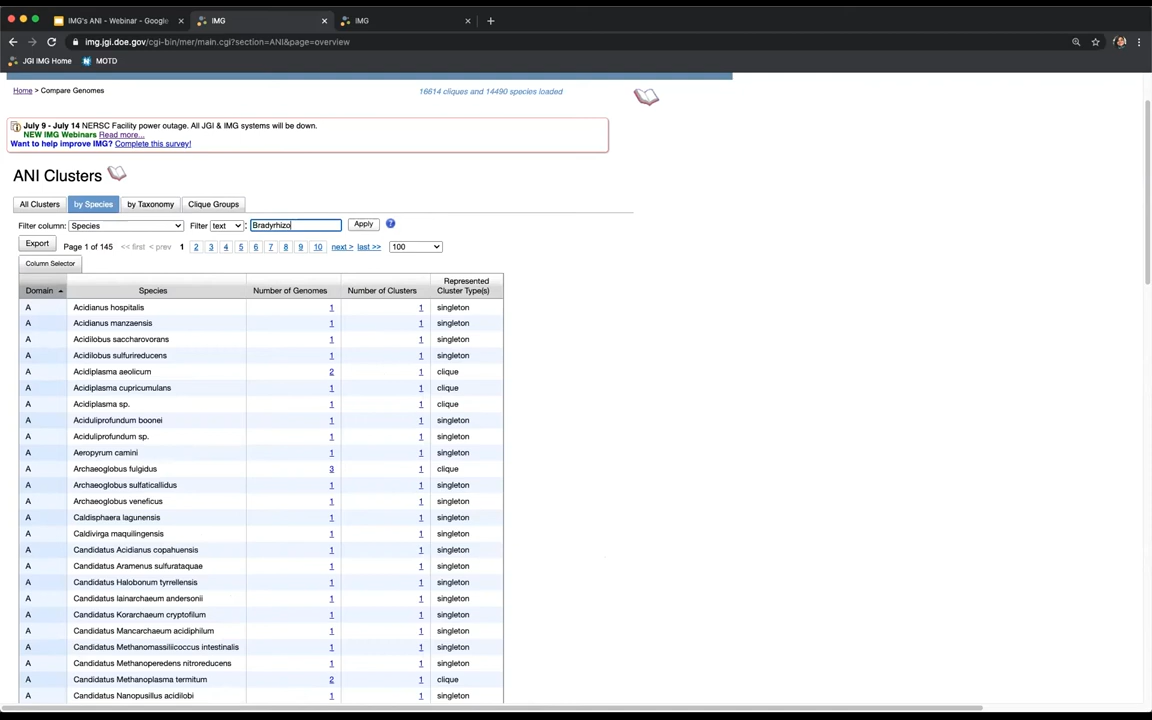 IMG's ANI - Webinar - Google
IMG
IMG
img.jgi.doe.gov/cgi-bin/mer/main.cgi?section=ANI&page=overview
JGI IMG Home MOTD
Home > Compare Genomes 16614 cliques and 14490 species loaded
July 9 - July 14 NERSC Facility power outage. All JGI & IMG systems will be down.
NEW IMG Webinars Read more...
Want to help improve IMG? Complete this survey!
ANI Clusters
All Clusters by Species by Taxonomy Clique Groups
Filter column: Species Filter text : Bradyrhizo Apply ?
Export Page 1 of 145 << first < prev 1 2 3 4 5 6 7 8 9 10 next > last >> 100
Column Selector
Domain Species Number of Genomes Number of Clusters Represented Cluster Type(s)
A Acidianus hospitalis 1 1 singleton
A Acidianus manzaensis 1 1 singleton
A Acidilobus saccharovorans 1 1 singleton
A Acidilobus sulfurireducens 1 1 singleton
A Acidiplasma aeolicum 2 1 clique
A Acidiplasma cupricumulans 1 1 clique
A Acidiplasma sp. 1 1 clique
A Aciduliprofundum boonei 1 1 singleton
A Aciduliprofundum sp. 1 1 singleton
A Aeropyrum camini 1 1 singleton
A Archaeoglobus fulgidus 3 1 clique
A Archaeoglobus sulfaticallidus 1 1 singleton
A Archaeoglobus veneficus 1 1 singleton
A Caldisphaera lagunensis 1 1 singleton
A Caldivirga maquilingensis 1 1 singleton
A Candidatus Acidianus copahuensis 1 1 singleton
A Candidatus Aramenus sulfurataquae 1 1 singleton
A Candidatus Halobonum tyrrellensis 1 1 singleton
A Candidatus Iainarchaeum andersonii 1 1 singleton
A Candidatus Korarchaeum cryptofilum 1 1 singleton
A Candidatus Mancarchaeum acidiphilum 1 1 singleton
A Candidatus Methanomassiliicoccus intestinalis 1 1 singleton
A Candidatus Methanoperedens nitroreducens 1 1 singleton
A Candidatus Methanoplasma termitum 2 1 clique
A Candidatus Nanopusillus acidilobi 1 1 singleton